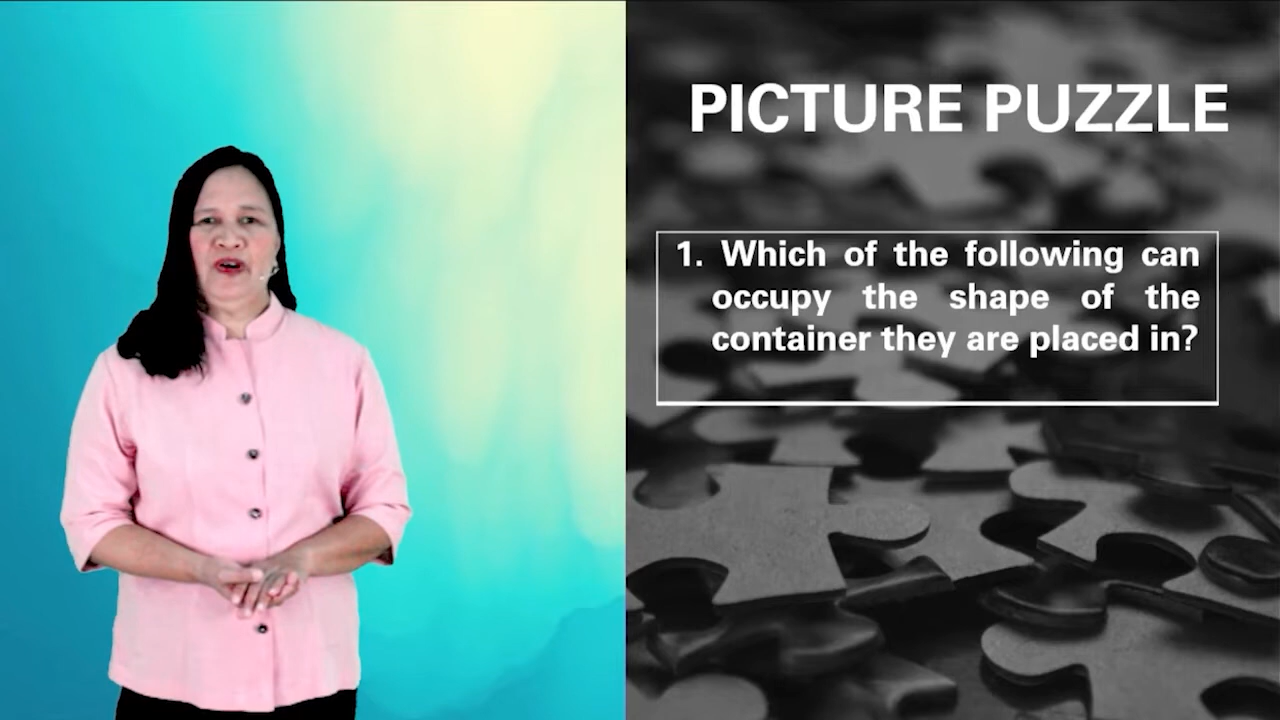 PICTURE PUZZLE
1. Which of the following can
occupy the shape of the
container they are placed in?